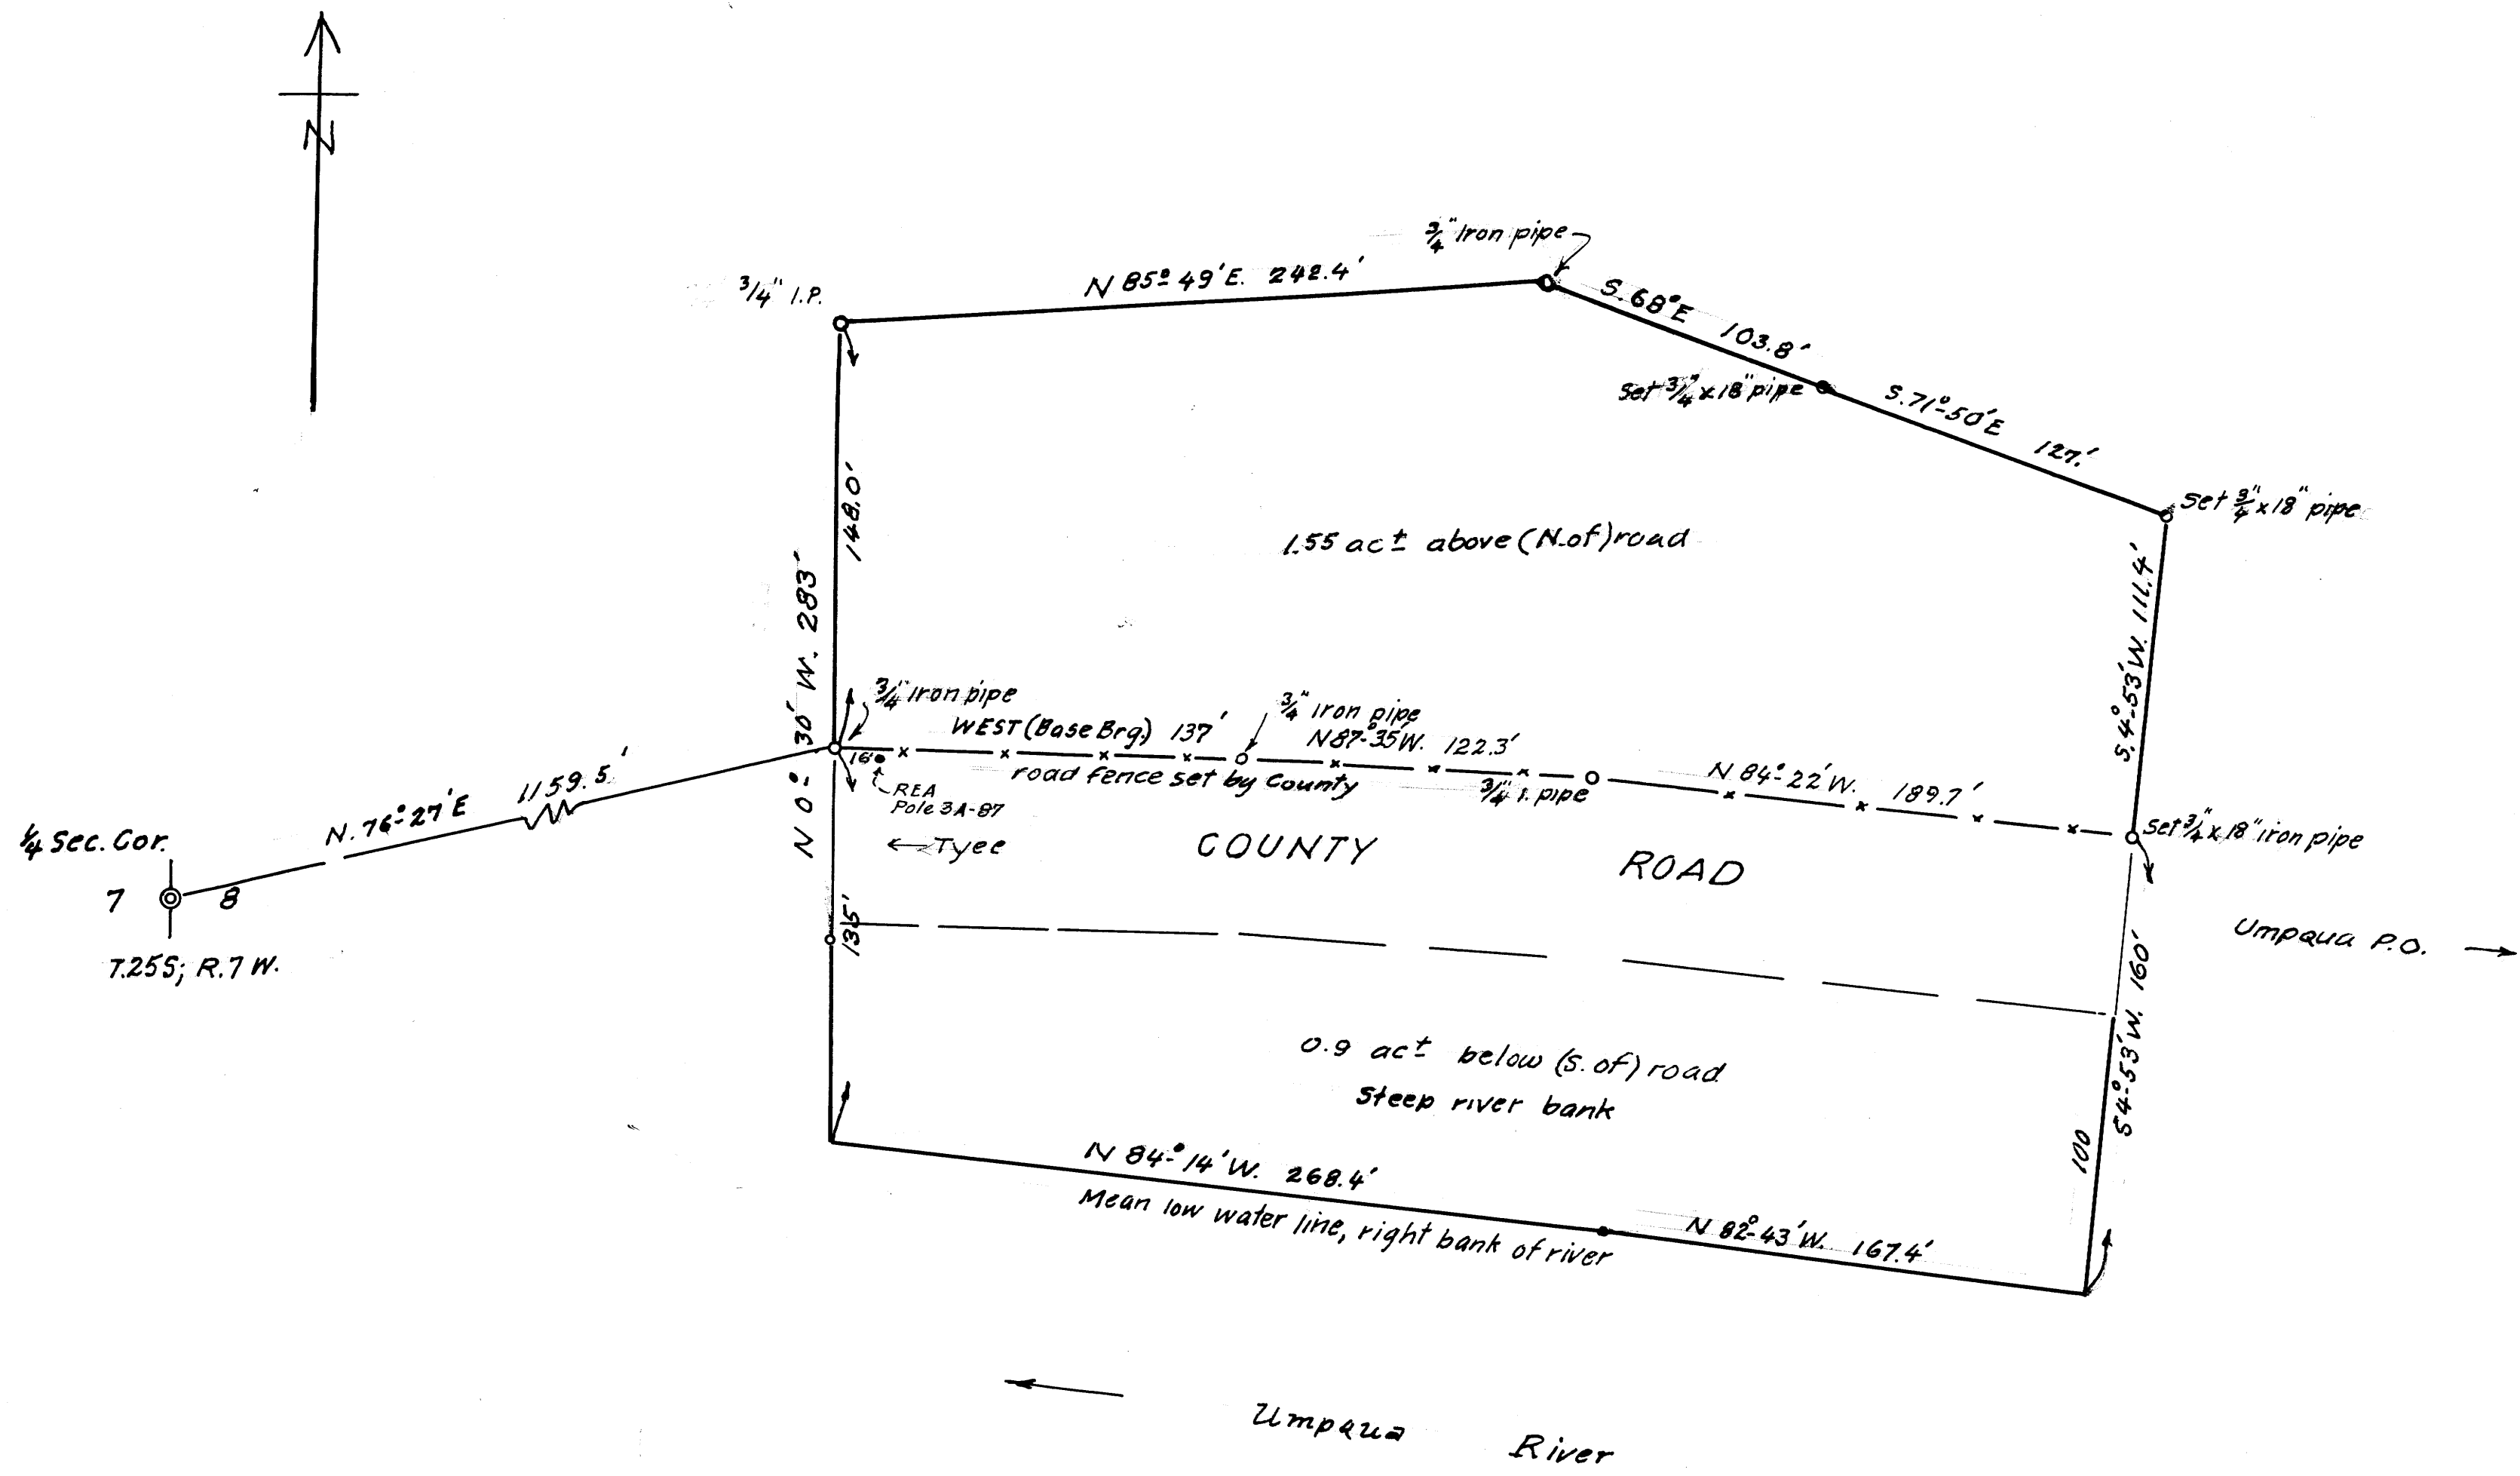 N
3/4" Iron pipe
3/4" I.P.
N 85°-49' E. 242.4'
S. 68° E 103.8'
Set 3/4" x 18" pipe
S. 71°-50' E 127.'
Set 3/4" x 18" pipe
148.0'
1.55 ac ± above (N. of) road
S. 4°-53' W. 111.4'
N 0°- 30' W. 283'
3/4" Iron pipe
WEST (Base Brg.) 137'
3/4" Iron pipe
N 87°-35' W. 122.3'
16'
road fence set by County
3/4" I. pipe
N 84°-22' W. 189.7'
Set 3/4" x 18" iron pipe
REA
Pole 3A-87
N. 76°-27' E 1159.5'
1/4 Sec. Cor.
7 8
T. 25 S; R. 7 W.
← Tyee
COUNTY ROAD
135'
Umpqua P.O. →
S 4°-53' W. 160'
0.9 ac ± below (S. of) road
Steep river bank
100
N 84°-14' W. 268.4'
Mean low water line, right bank of river
N 82°-43' W. 167.4'
Umpqua River